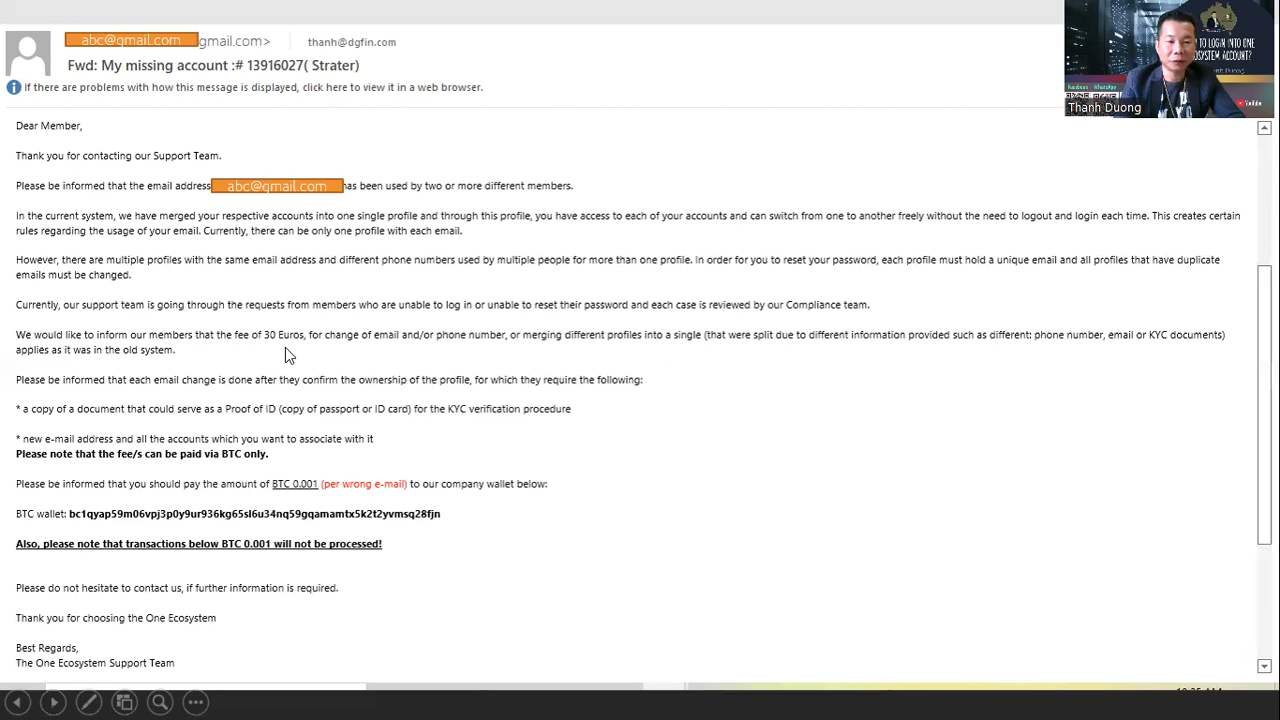 abc@gmail.com gmail.com> thanh@dgfin.com
Fwd: My missing account :# 13916027( Strater)
If there are problems with how this message is displayed, click here to view it in a web browser.
Dear Member,
Thank you for contacting our Support Team.
Please be informed that the email address abc@gmail.com has been used by two or more different members.
In the current system, we have merged your respective accounts into one single profile and through this profile, you have access to each of your accounts and can switch from one to another freely without the need to logout and login each time. This creates certain
rules regarding the usage of your email. Currently, there can be only one profile with each email.
However, there are multiple profiles with the same email address and different phone numbers used by multiple people for more than one profile. In order for you to reset your password, each profile must hold a unique email and all profiles that have duplicate
emails must be changed.
Currently, our support team is going through the requests from members who are unable to log in or unable to reset their password and each case is reviewed by our Compliance team.
We would like to inform our members that the fee of 30 Euros, for change of email and/or phone number, or merging different profiles into a single (that were split due to different information provided such as different: phone number, email or KYC documents)
applies as it was in the old system.
Please be informed that each email change is done after they confirm the ownership of the profile, for which they require the following:
* a copy of a document that could serve as a Proof of ID (copy of passport or ID card) for the KYC verification procedure
* new e-mail address and all the accounts which you want to associate with it
Please note that the fee/s can be paid via BTC only.
Please be informed that you should pay the amount of BTC 0.001 (per wrong e-mail) to our company wallet below:
BTC wallet: bc1qyap59m06vpj3p0y9ur936kg65sl6u34nq59gqamamtx5k2t2yvmsq28fjn
Also, please note that transactions below BTC 0.001 will not be processed!
Please do not hesitate to contact us, if further information is required.
Thank you for choosing the One Ecosystem
Best Regards,
The One Ecosystem Support Team
TO LOGIN INTO ONE
SYSTEM ACCOUNT?
Facebook WhatsApp
YouTube
Thanh Duong